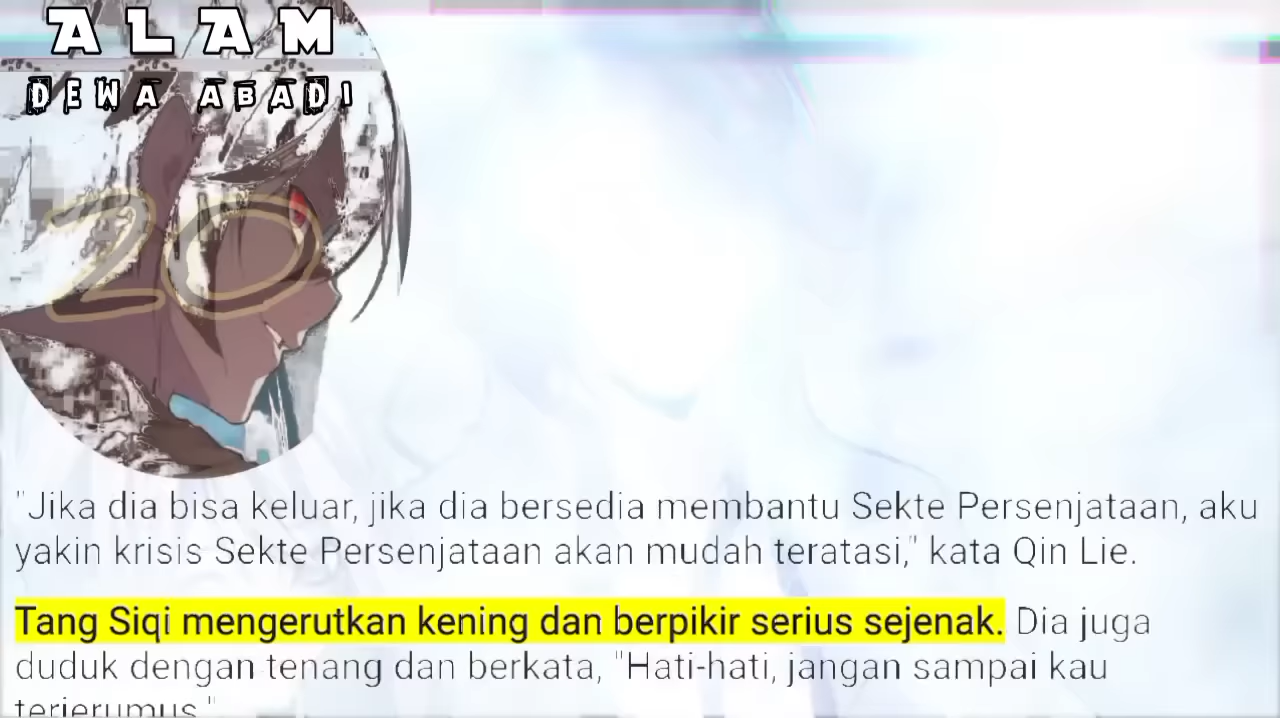 ALAM
DEWA ABADI
20
"Jika dia bisa keluar, jika dia bersedia membantu Sekte Persenjataan, aku
yakin krisis Sekte Persenjataan akan mudah teratasi," kata Qin Lie.
Tang Siqi mengerutkan kening dan berpikir serius sejenak. Dia juga
duduk dengan tenang dan berkata, "Hati-hati, jangan sampai kau
terjerumus."